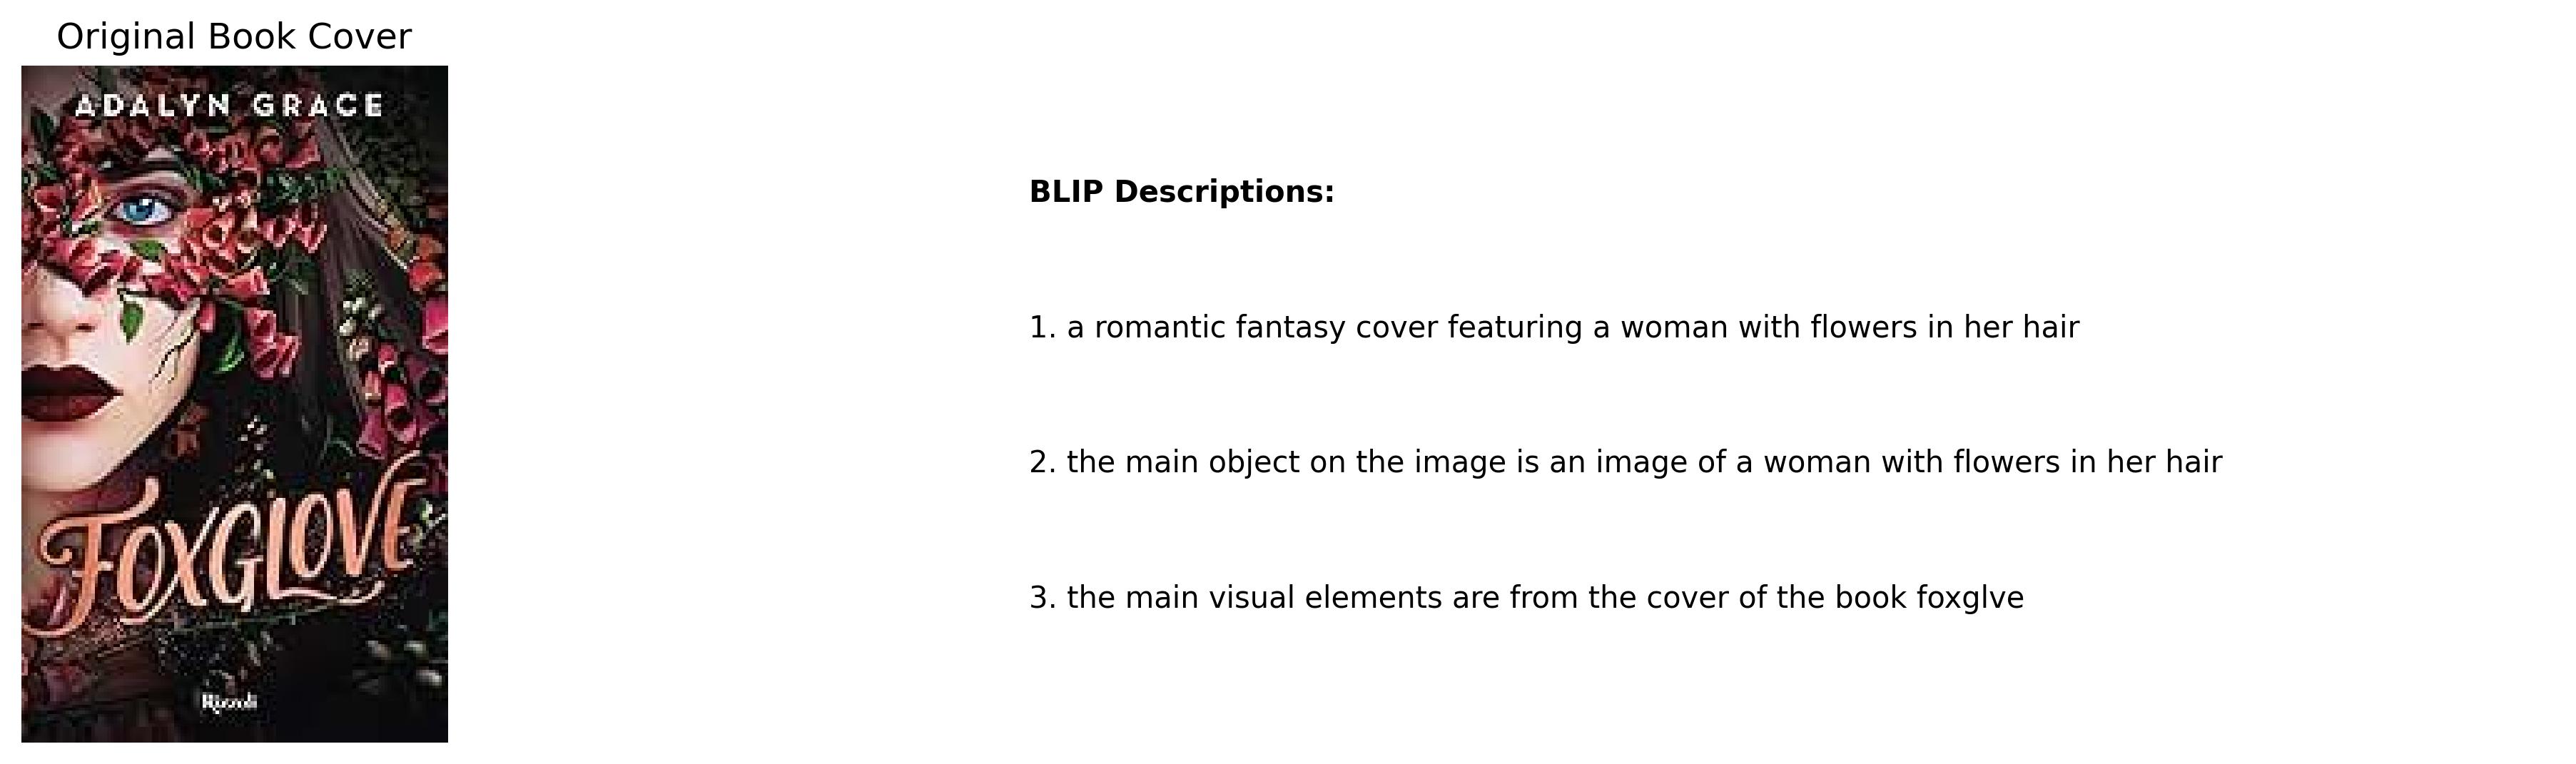 Original Book Cover
ADALYN GRACE
FOXGLOVE
Rizzoli
BLIP Descriptions:
1. a romantic fantasy cover featuring a woman with flowers in her hair
2. the main object on the image is an image of a woman with flowers in her hair
3. the main visual elements are from the cover of the book foxglve